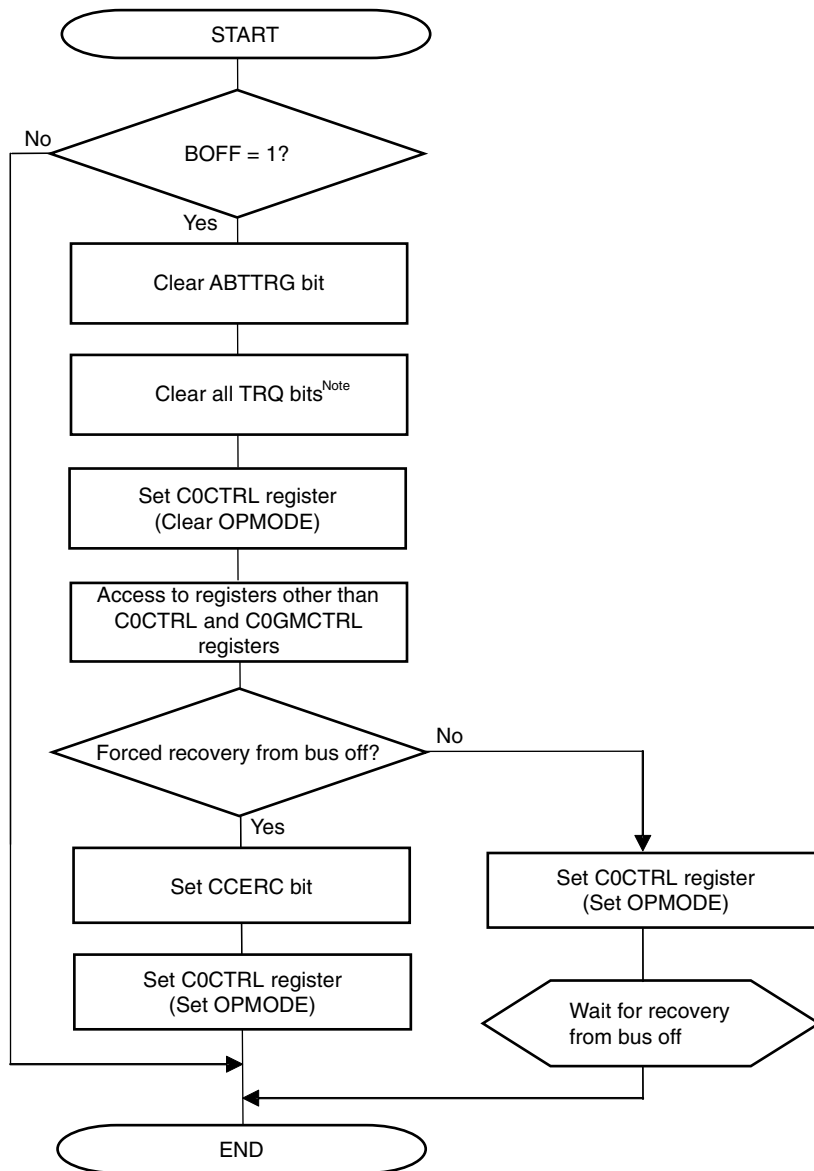 START
No
BOFF = 1?
Yes
Clear ABTTRG bit
Clear all TRQ bitsNote
Set C0CTRL register
(Clear OPMODE)
Access to registers other than
C0CTRL and C0GMCTRL
registers
Forced recovery from bus off?
No
Yes
Set CCERC bit
Set C0CTRL register
(Set OPMODE)
Set C0CTRL register
(Set OPMODE)
Wait for recovery
from bus off
END